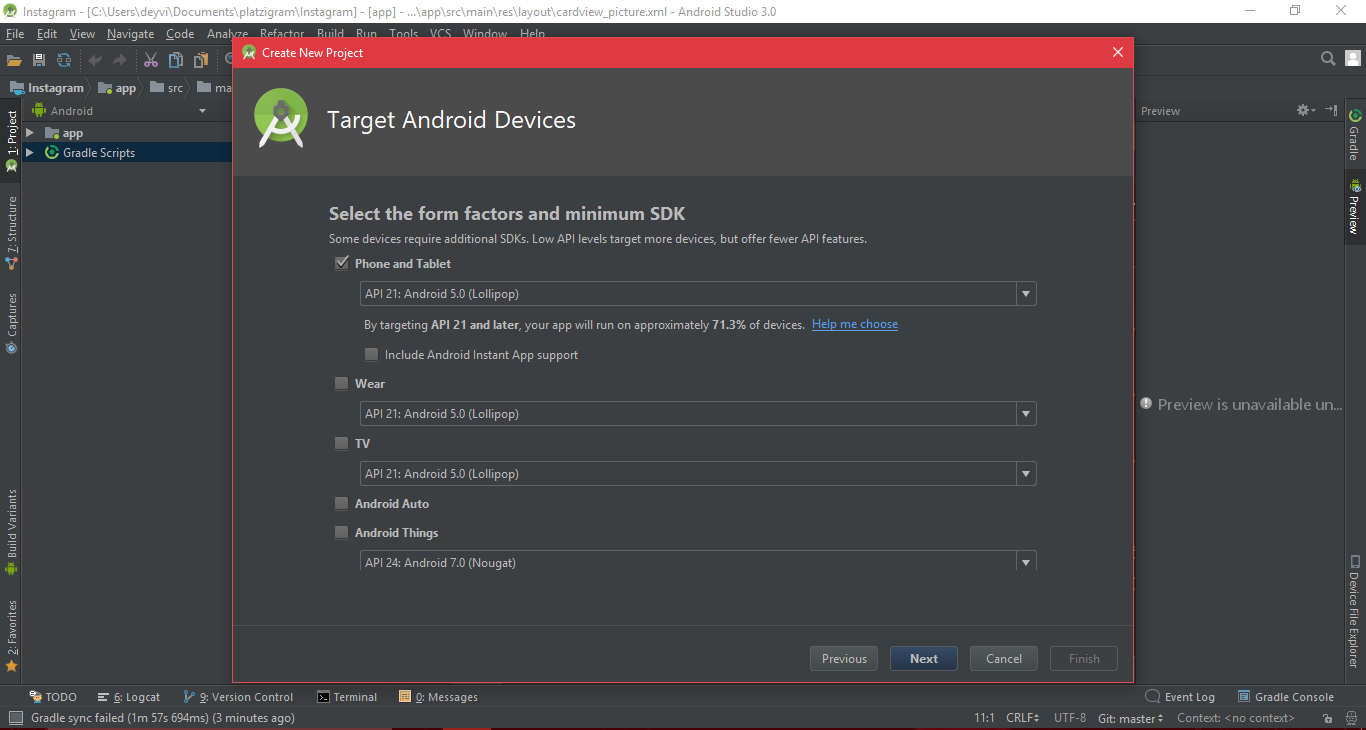 Instagram - [C:\Users\deyvi\Documents\platzigram\Instagram] - [app] - ...\app\src\main\res\layout\cardview_picture.xml - Android Studio 3.0
File Edit View Navigate Code Analyze Refactor Build Run Tools VCS Window Help
Create New Project
Instagram app src ma
Target Android Devices
Android
Preview
app
Gradle Scripts
1: Project
7: Structure
Captures
Build Variants
2: Favorites
Select the form factors and minimum SDK
Some devices require additional SDKs. Low API levels target more devices, but offer fewer API features.
Phone and Tablet
API 21: Android 5.0 (Lollipop)
By targeting API 21 and later, your app will run on approximately 71.3% of devices. Help me choose
Include Android Instant App support
Wear
API 21: Android 5.0 (Lollipop)
TV
API 21: Android 5.0 (Lollipop)
Android Auto
Android Things
API 24: Android 7.0 (Nougat)
Previous Next Cancel Finish
Preview is unavailable un...
Gradle
Preview
Device File Explorer
TODO 6: Logcat 9: Version Control Terminal 0: Messages Event Log Gradle Console
Gradle sync failed (1m 57s 694ms) (3 minutes ago) 11:1 CRLF UTF-8 Git: master Context: <no context>